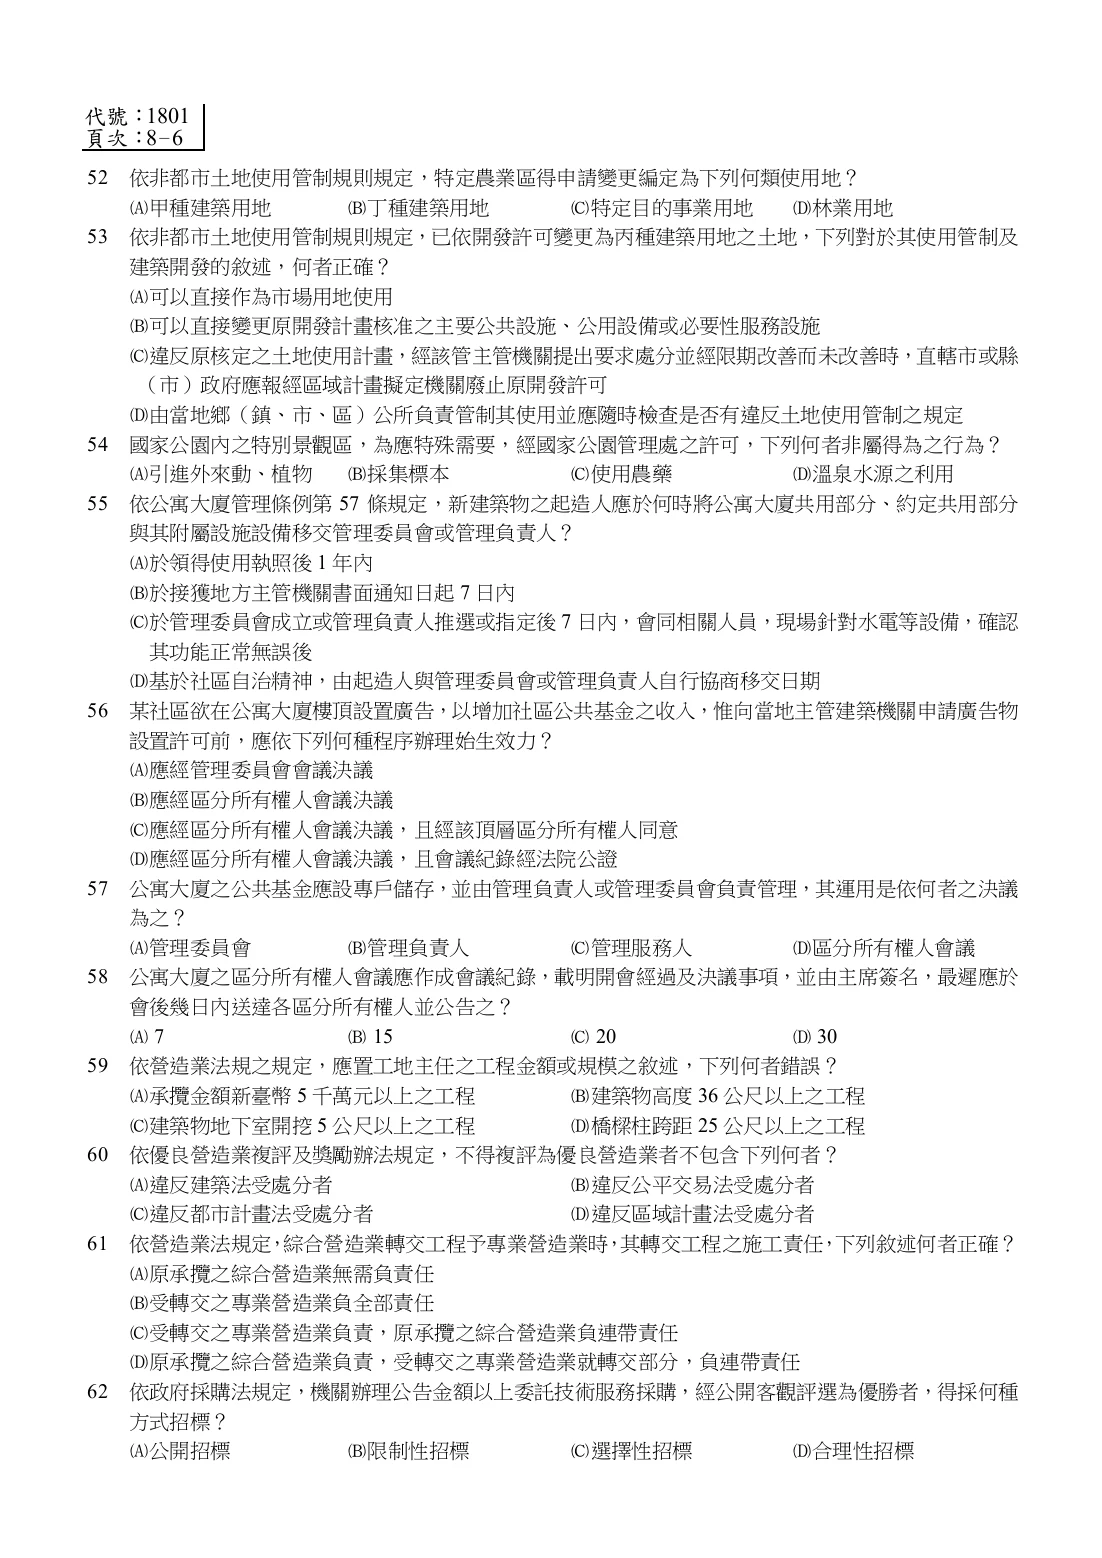 代號：1801
頁次：8－6
52 依非都市土地使用管制規則規定，特定農業區得申請變更編定為下列何類使用地？
(A)甲種建築用地 (B)丁種建築用地 (C)特定目的事業用地 (D)林業用地
53 依非都市土地使用管制規則規定，已依開發許可變更為丙種建築用地之土地，下列對於其使用管制及
建築開發的敘述，何者正確？
(A)可以直接作為市場用地使用
(B)可以直接變更原開發計畫核准之主要公共設施、公用設備或必要性服務設施
(C)違反原核定之土地使用計畫，經該管主管機關提出要求處分並經限期改善而未改善時，直轄市或縣
（市）政府應報經區域計畫擬定機關廢止原開發許可
(D)由當地鄉（鎮、市、區）公所負責管制其使用並應隨時檢查是否有違反土地使用管制之規定
54 國家公園內之特別景觀區，為應特殊需要，經國家公園管理處之許可，下列何者非屬得為之行為？
(A)引進外來動、植物 (B)採集標本 (C)使用農藥 (D)溫泉水源之利用
55 依公寓大廈管理條例第 57 條規定，新建築物之起造人應於何時將公寓大廈共用部分、約定共用部分
與其附屬設施設備移交管理委員會或管理負責人？
(A)於領得使用執照後 1 年內
(B)於接獲地方主管機關書面通知日起 7 日內
(C)於管理委員會成立或管理負責人推選或指定後 7 日內，會同相關人員，現場針對水電等設備，確認
其功能正常無誤後
(D)基於社區自治精神，由起造人與管理委員會或管理負責人自行協商移交日期
56 某社區欲在公寓大廈樓頂設置廣告，以增加社區公共基金之收入，惟向當地主管建築機關申請廣告物
設置許可前，應依下列何種程序辦理始生效力？
(A)應經管理委員會會議決議
(B)應經區分所有權人會議決議
(C)應經區分所有權人會議決議，且經該頂層區分所有權人同意
(D)應經區分所有權人會議決議，且會議紀錄經法院公證
57 公寓大廈之公共基金應設專戶儲存，並由管理負責人或管理委員會負責管理，其運用是依何者之決議
為之？
(A)管理委員會 (B)管理負責人 (C)管理服務人 (D)區分所有權人會議
58 公寓大廈之區分所有權人會議應作成會議紀錄，載明開會經過及決議事項，並由主席簽名，最遲應於
會後幾日內送達各區分所有權人並公告之？
(A) 7 (B) 15 (C) 20 (D) 30
59 依營造業法規之規定，應置工地主任之工程金額或規模之敘述，下列何者錯誤？
(A)承攬金額新臺幣 5 千萬元以上之工程 (B)建築物高度 36 公尺以上之工程
(C)建築物地下室開挖 5 公尺以上之工程 (D)橋樑柱跨距 25 公尺以上之工程
60 依優良營造業複評及獎勵辦法規定，不得複評為優良營造業者不包含下列何者？
(A)違反建築法受處分者 (B)違反公平交易法受處分者
(C)違反都市計畫法受處分者 (D)違反區域計畫法受處分者
61 依營造業法規定，綜合營造業轉交工程予專業營造業時，其轉交工程之施工責任，下列敘述何者正確？
(A)原承攬之綜合營造業無需負責任
(B)受轉交之專業營造業負全部責任
(C)受轉交之專業營造業負責，原承攬之綜合營造業負連帶責任
(D)原承攬之綜合營造業負責，受轉交之專業營造業就轉交部分，負連帶責任
62 依政府採購法規定，機關辦理公告金額以上委託技術服務採購，經公開客觀評選為優勝者，得採何種
方式招標？
(A)公開招標 (B)限制性招標 (C)選擇性招標 (D)合理性招標